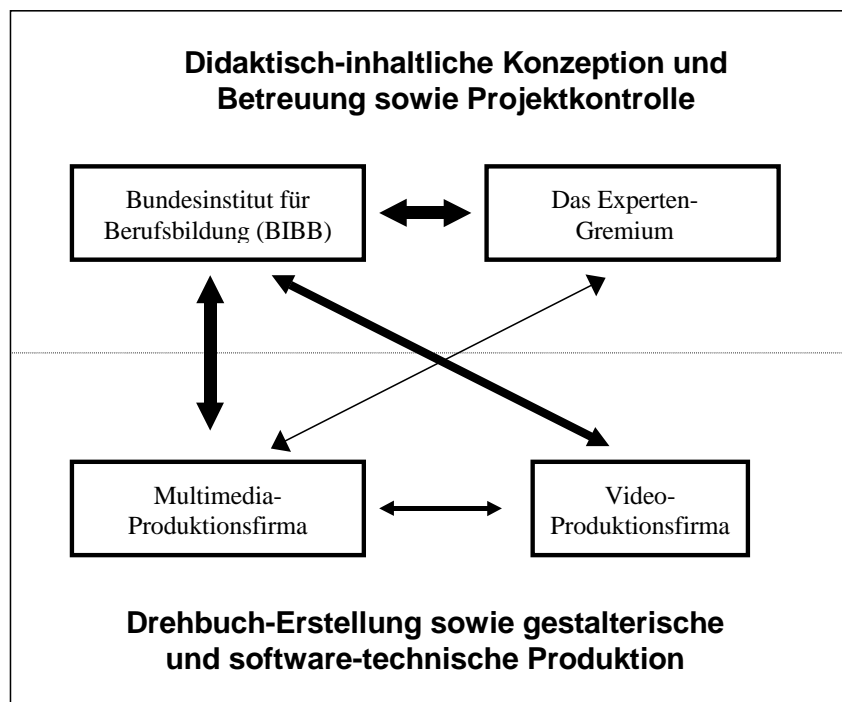 Didaktisch-inhaltliche Konzeption und
Betreuung sowie Projektkontrolle
Bundesinstitut für
Berufsbildung (BIBB)
Das Experten-
Gremium
Multimedia-
Produktionsfirma
Video-
Produktionsfirma
Drehbuch-Erstellung sowie gestalterische
und software-technische Produktion